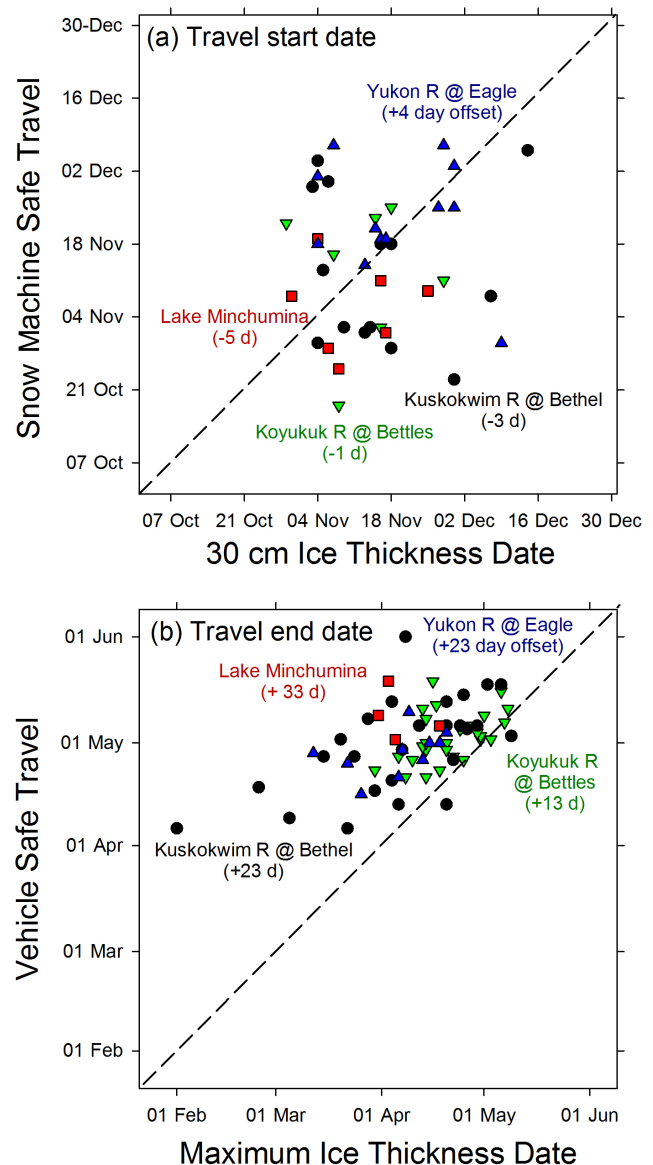 (a) Travel start date
30-Dec
16 Dec
02 Dec
18 Nov
04 Nov
21 Oct
07 Oct
Snow Machine Safe Travel
Yukon R @ Eagle
(+4 day offset)
Lake Minchumina
(-5 d)
Kuskokwim R @ Bethel
(-3 d)
Koyukuk R @ Bettles
(-1 d)
07 Oct 21 Oct 04 Nov 18 Nov 02 Dec 16 Dec 30 Dec
30 cm Ice Thickness Date
(b) Travel end date
01 Jun
01 May
01 Apr
01 Mar
01 Feb
Vehicle Safe Travel
Yukon R @ Eagle
(+23 day offset)
Lake Minchumina
(+ 33 d)
Koyukuk R
@ Bettles
(+13 d)
Kuskokwim R @ Bethel
(+23 d)
01 Feb 01 Mar 01 Apr 01 May 01 Jun
Maximum Ice Thickness Date